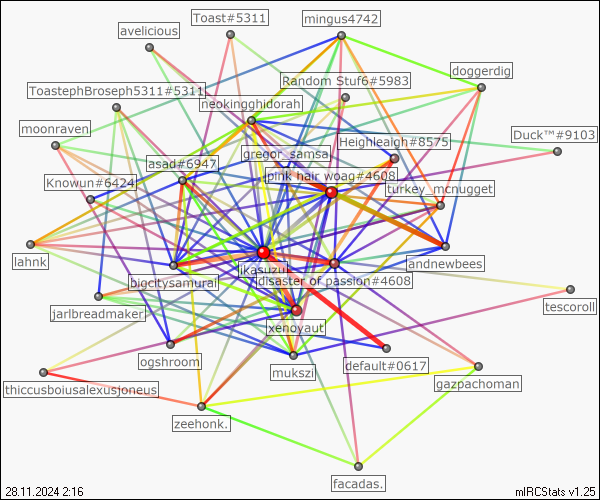 Toast#5311
mingus4742
avelicious
doggerdig
Random Stuf6#5983
ToastephBroseph5311#5311
neokingghidorah
moonraven
Duck™#9103
Heighleaigh#8575
gregor_samsa
asad#6947
pink hair woag#4608
Knowun#6424
turkey_mcnugget
lahnk
andnewbees
ikasuzuk
bigcitysamurai
disaster of passion#4608
tescoroll
jarlbreadmaker
xenoyaut
ogshroom
mukszi
default#0617
gazpachoman
thiccusboiusalexusjoneus
zeehonk.
facadas.
28.11.2024 2:16
mIRCStats v1.25